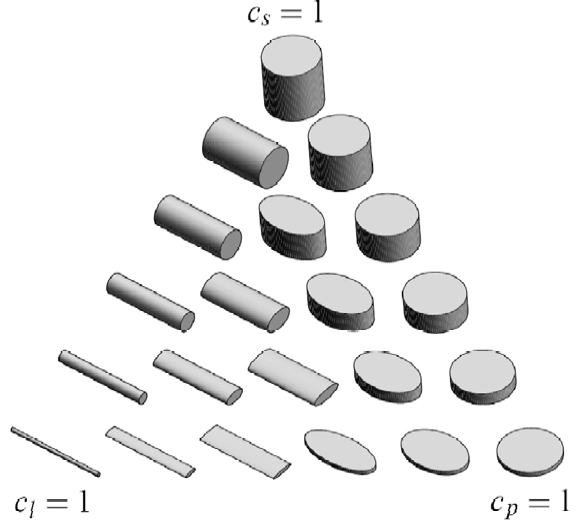 c_s = 1
c_l = 1
c_p = 1